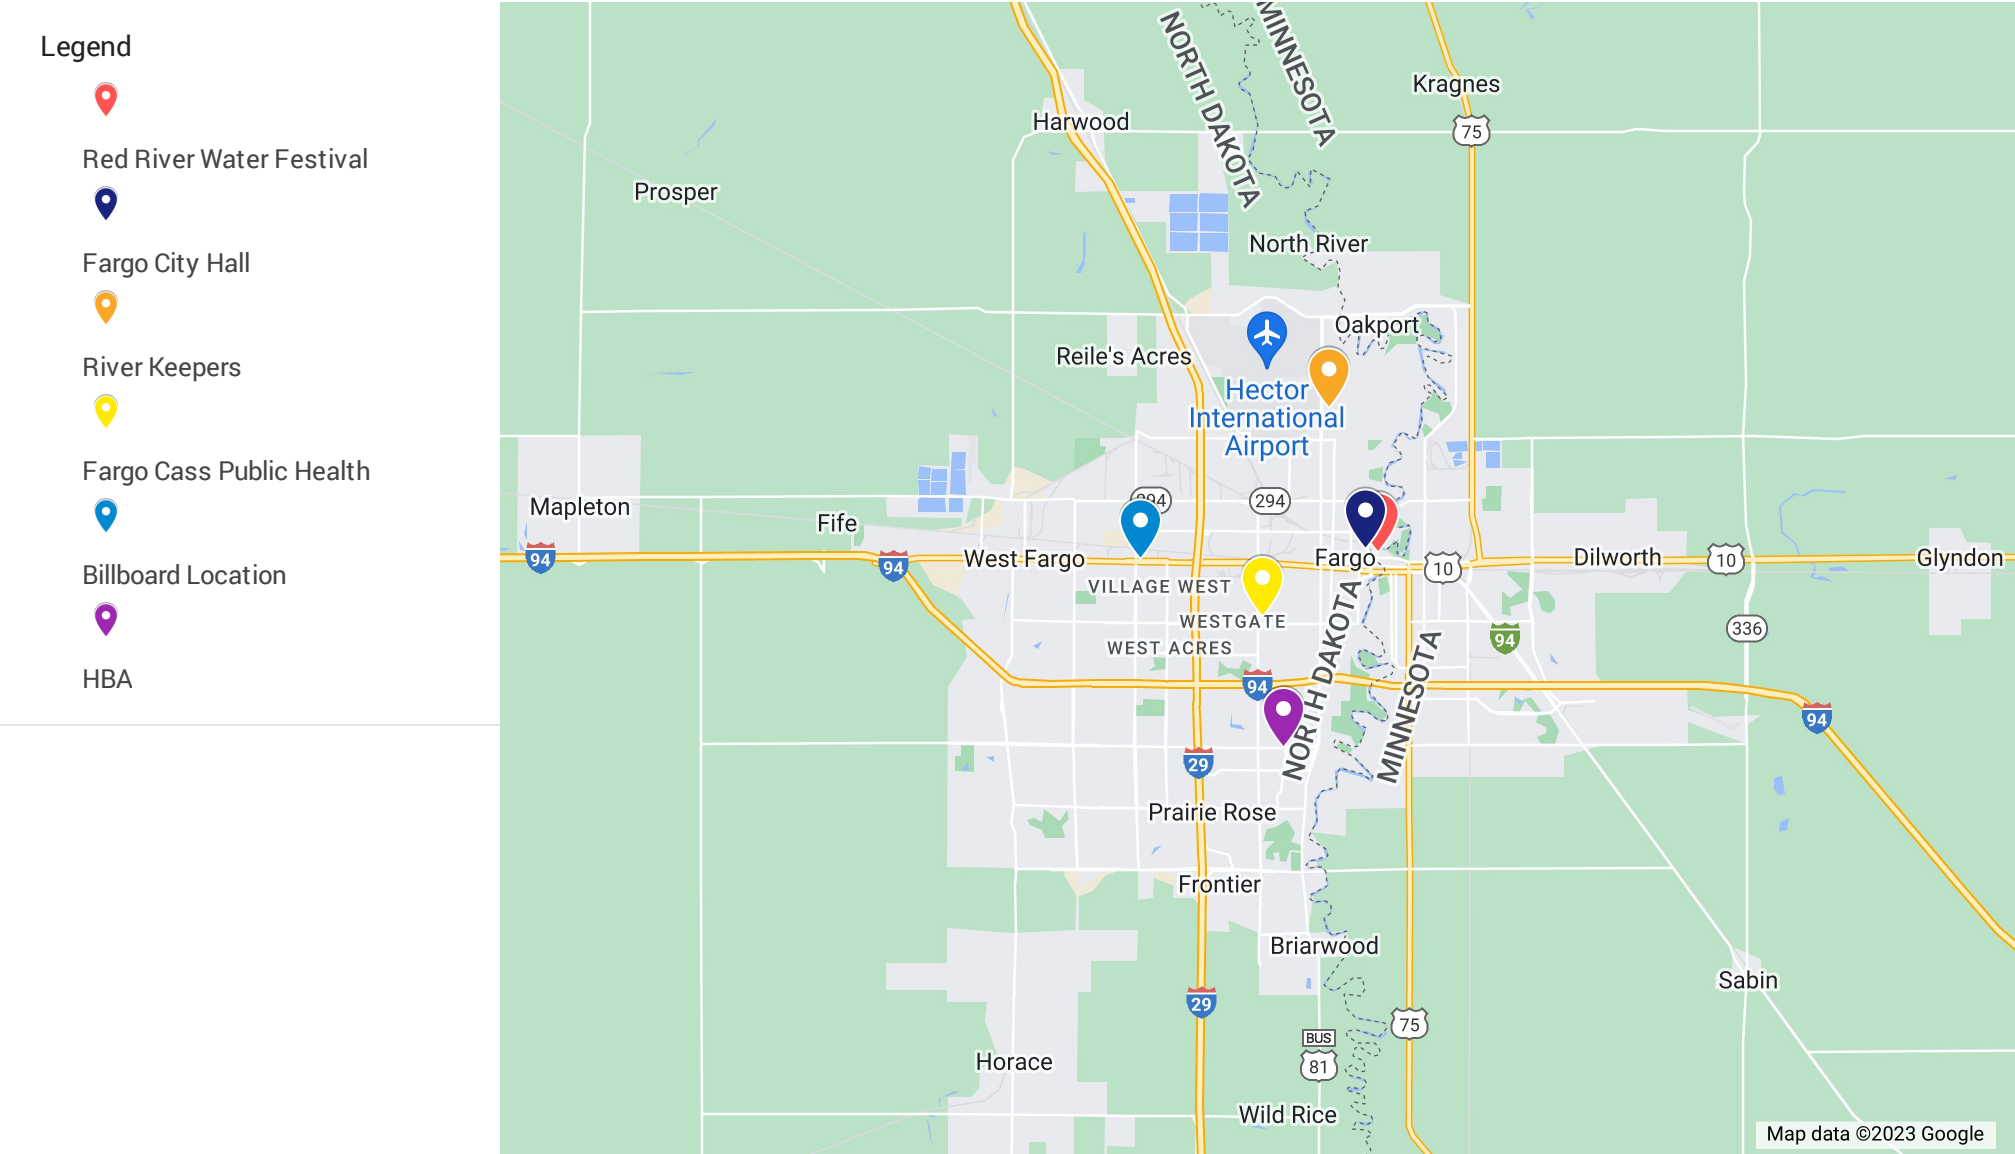 Legend
Red River Water Festival
Fargo City Hall
River Keepers
Fargo Cass Public Health
Billboard Location
HBA
NORTH DAKOTA
MINNESOTA
Kragnes
75
Harwood
Prosper
North River
Oakport
Reile's Acres
Hector
International
Airport
Mapleton
294
294
Fife
94
94
West Fargo
Fargo
10
Dilworth
10
Glyndon
VILLAGE WEST
WESTGATE
WEST ACRES
NORTH DAKOTA
MINNESOTA
94
336
94
94
29
Prairie Rose
Frontier
Briarwood
Sabin
29
75
BUS
81
Horace
Wild Rice
Map data ©2023 Google